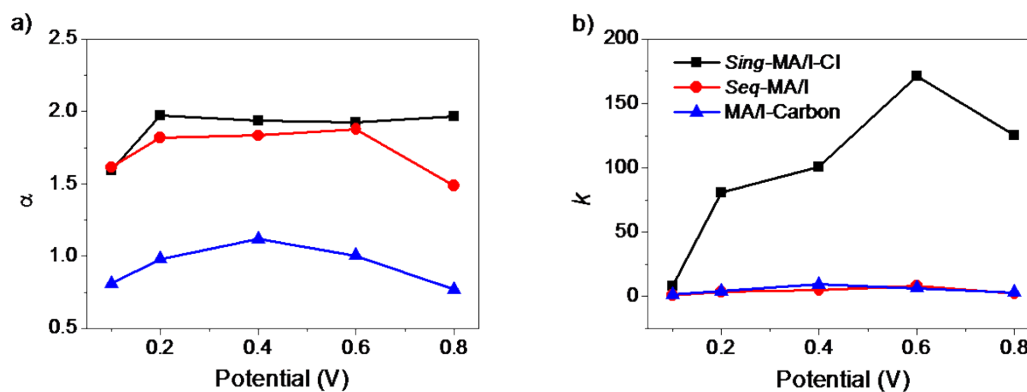 a)
2.5
2.0
1.5
1.0
0.5
α
0.2 0.4 0.6 0.8
Potential (V)
b)
200
150
100
50
0
k
Sing-MA/I-CI
Seq-MA/I
MA/I-Carbon
0.2 0.4 0.6 0.8
Potential (V)